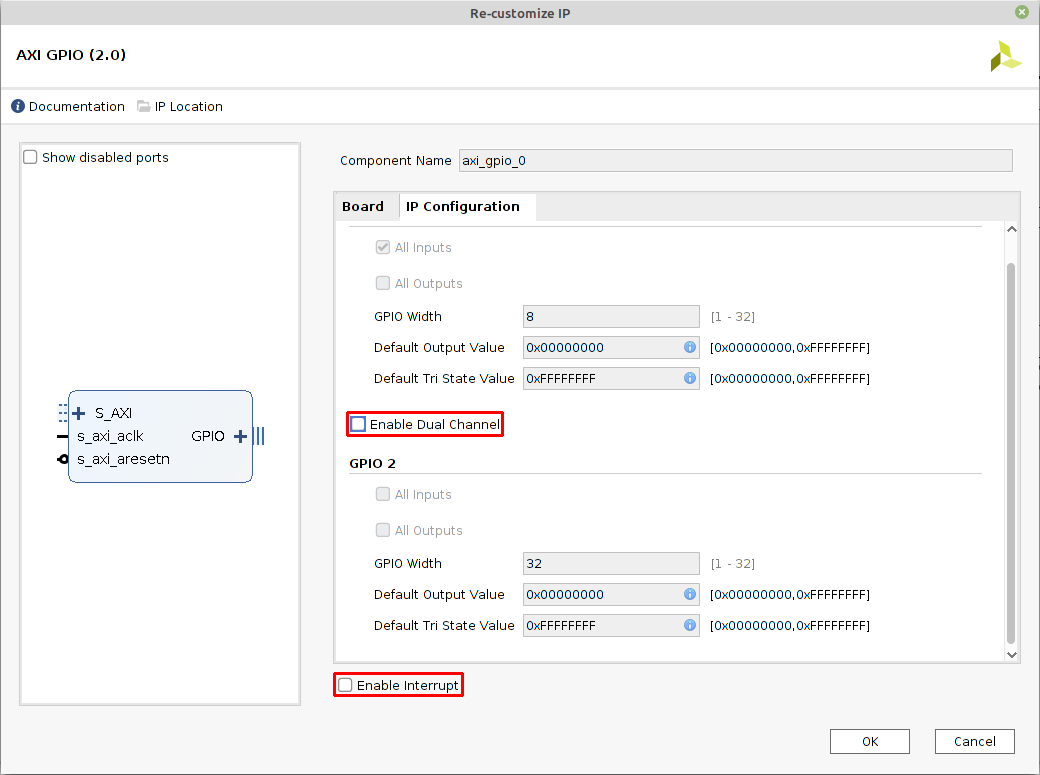 Re-customize IP
AXI GPIO (2.0)
Documentation IP Location
Show disabled ports
S_AXI
s_axi_aclk GPIO
s_axi_aresetn
Component Name axi_gpio_0
Board IP Configuration
All Inputs
All Outputs
GPIO Width 8 [1 - 32]
Default Output Value 0x00000000 [0x00000000,0xFFFFFFFF]
Default Tri State Value 0xFFFFFFFF [0x00000000,0xFFFFFFFF]
Enable Dual Channel
GPIO 2
All Inputs
All Outputs
GPIO Width 32 [1 - 32]
Default Output Value 0x00000000 [0x00000000,0xFFFFFFFF]
Default Tri State Value 0xFFFFFFFF [0x00000000,0xFFFFFFFF]
Enable Interrupt
OK Cancel